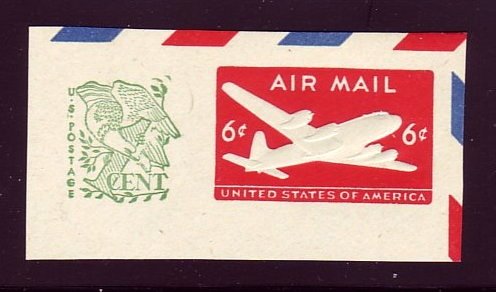 U.S. POSTAGE
CENT
AIR MAIL
6¢ 6¢
UNITED STATES OF AMERICA